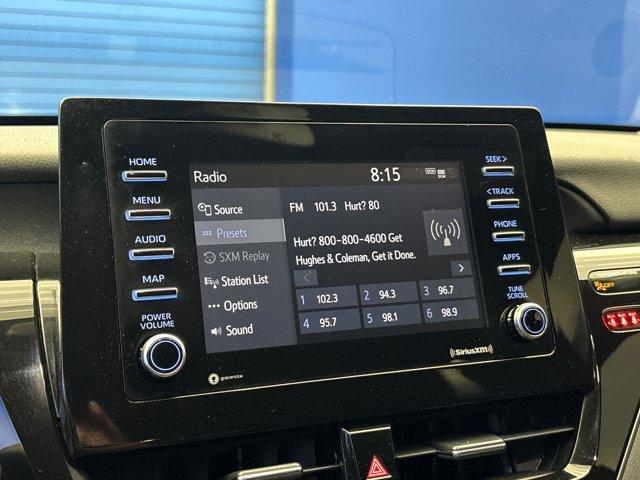 HOME
MENU
AUDIO
MAP
POWER
VOLUME
gracenote
Radio
8:15
Source
Presets
SXM Replay
Station List
Options
Sound
FM 101.3 Hurt? 80
Hurt? 800-800-4600 Get
Hughes & Coleman, Get it Done.
1 102.3 2 94.3 3 96.7
4 95.7 5 98.1 6 98.9
SEEK >
< TRACK
PHONE
APPS
TUNE
SCROLL
((SiriusXM))
OFF